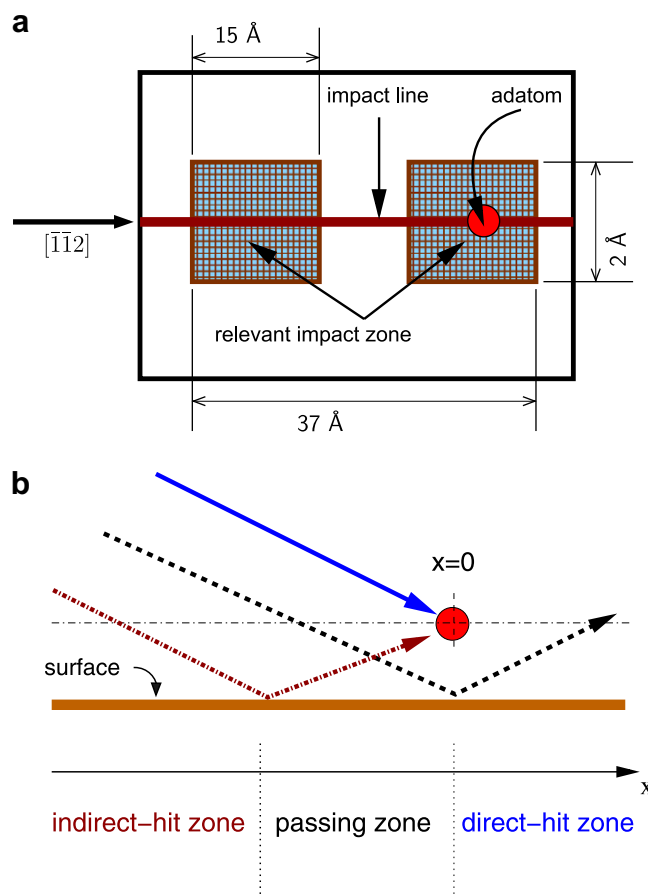 a
15 Å
impact line
adatom
[1̅1̅2]
2 Å
relevant impact zone
37 Å
b
x=0
surface
x
indirect-hit zone
passing zone
direct-hit zone